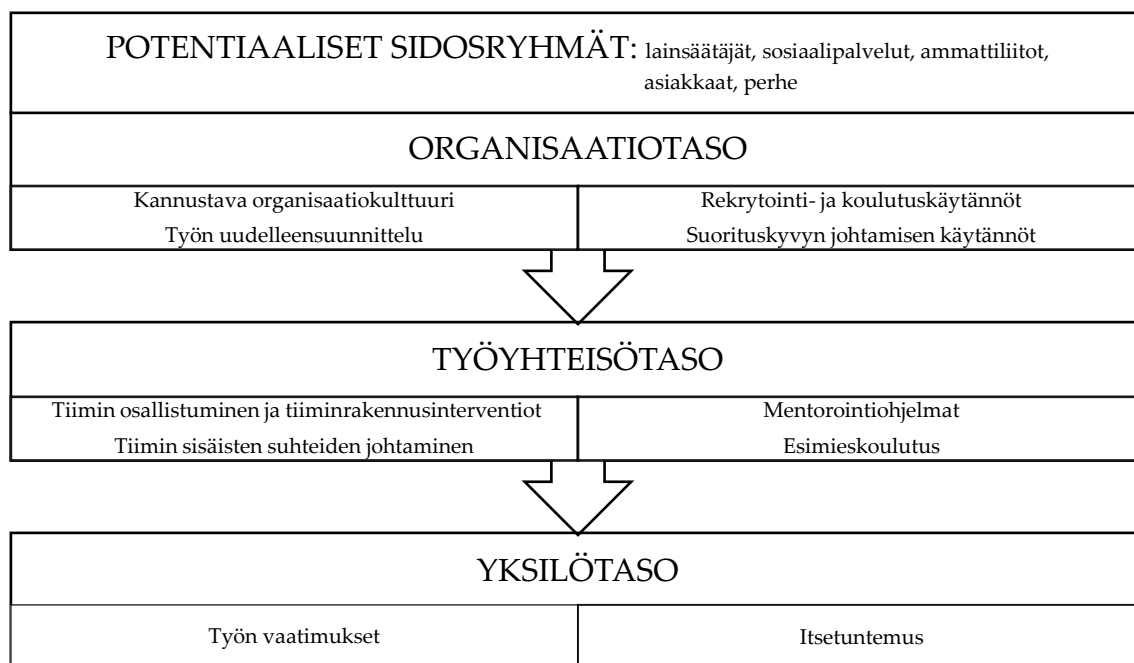 POTENTIAALISET SIDOSRYHMÄT: lainsäätäjät, sosiaalipalvelut, ammattiliitot,
asiakkaat, perhe
ORGANISAATIOTASO
Kannustava organisaatiokulttuuri
Työn uudelleensuunnittelu
Rekrytointi- ja koulutuskäytännöt
Suorituskyvyn johtamisen käytännöt
TYÖYHTEISÖTASO
Tiimin osallistuminen ja tiiminrakennusinterventiot
Tiimin sisäisten suhteiden johtaminen
Mentorointiohjelmat
Esimieskoulutus
YKSILÖTASO
Työn vaatimukset
Itsetuntemus